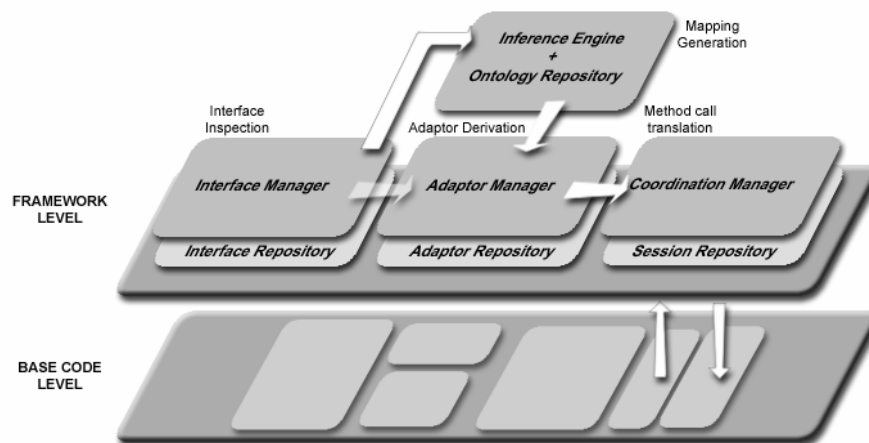 Inference Engine
+
Ontology Repository
Mapping
Generation
Interface
Inspection
Adaptor Derivation
Method call
translation
FRAMEWORK
LEVEL
Interface Manager
Adaptor Manager
Coordination Manager
Interface Repository
Adaptor Repository
Session Repository
BASE CODE
LEVEL